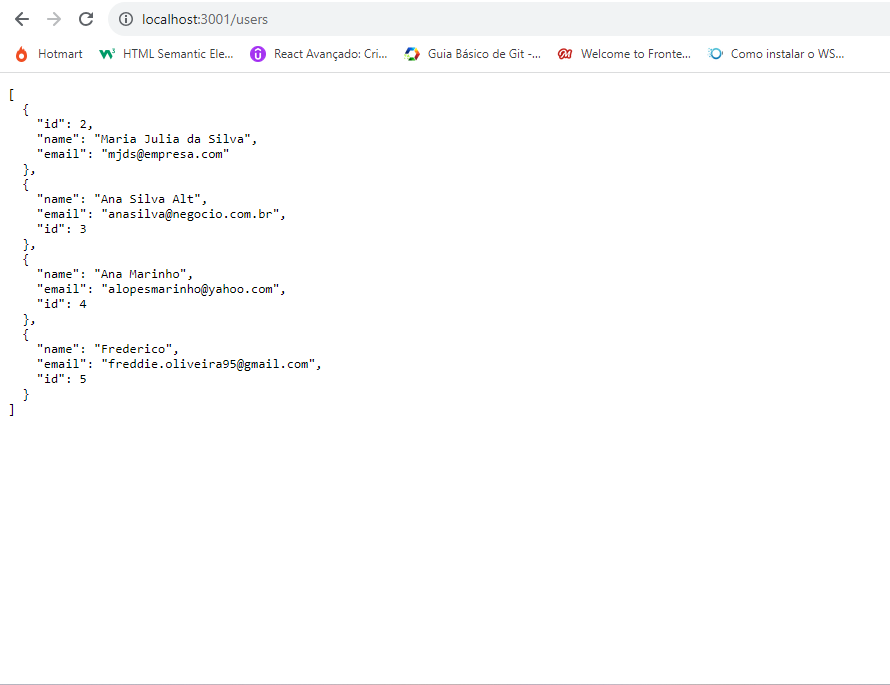 localhost:3001/users
Hotmart HTML Semantic Ele... React Avançado: Cri... Guia Básico de Git -... Welcome to Fronte... Como instalar o WS...
[
  {
    "id": 2,
    "name": "Maria Julia da Silva",
    "email": "mjds@empresa.com"
  },
  {
    "name": "Ana Silva Alt",
    "email": "anasilva@negocio.com.br",
    "id": 3
  },
  {
    "name": "Ana Marinho",
    "email": "alopesmarinho@yahoo.com",
    "id": 4
  },
  {
    "name": "Frederico",
    "email": "freddie.oliveira95@gmail.com",
    "id": 5
  }
]